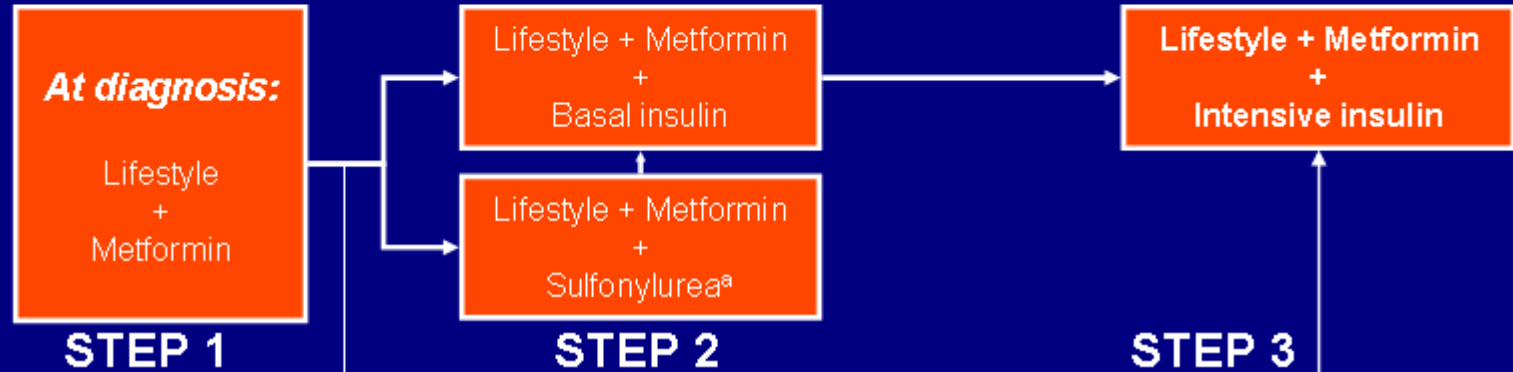 At diagnosis:
Lifestyle
+
Metformin
STEP 1
Lifestyle + Metformin
+
Basal insulin
Lifestyle + Metformin
+
Sulfonylureaª
STEP 2
Lifestyle + Metformin
+
Intensive insulin
STEP 3